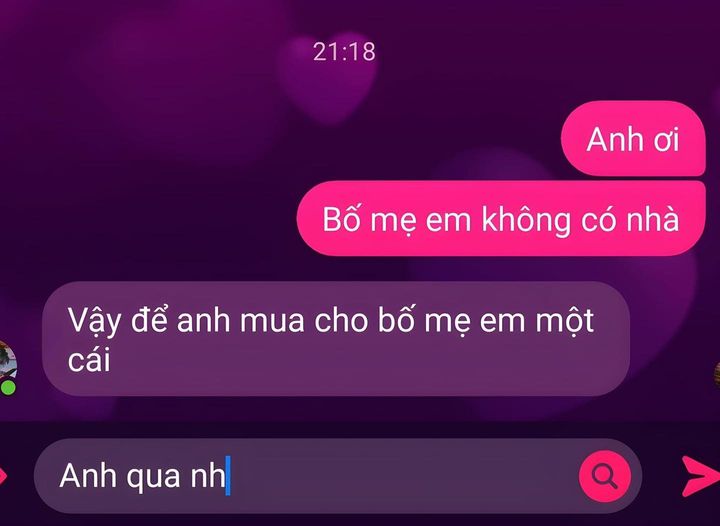 21:18
Anh ơi
Bố mẹ em không có nhà
Vậy để anh mua cho bố mẹ em một
cái
Anh qua nh